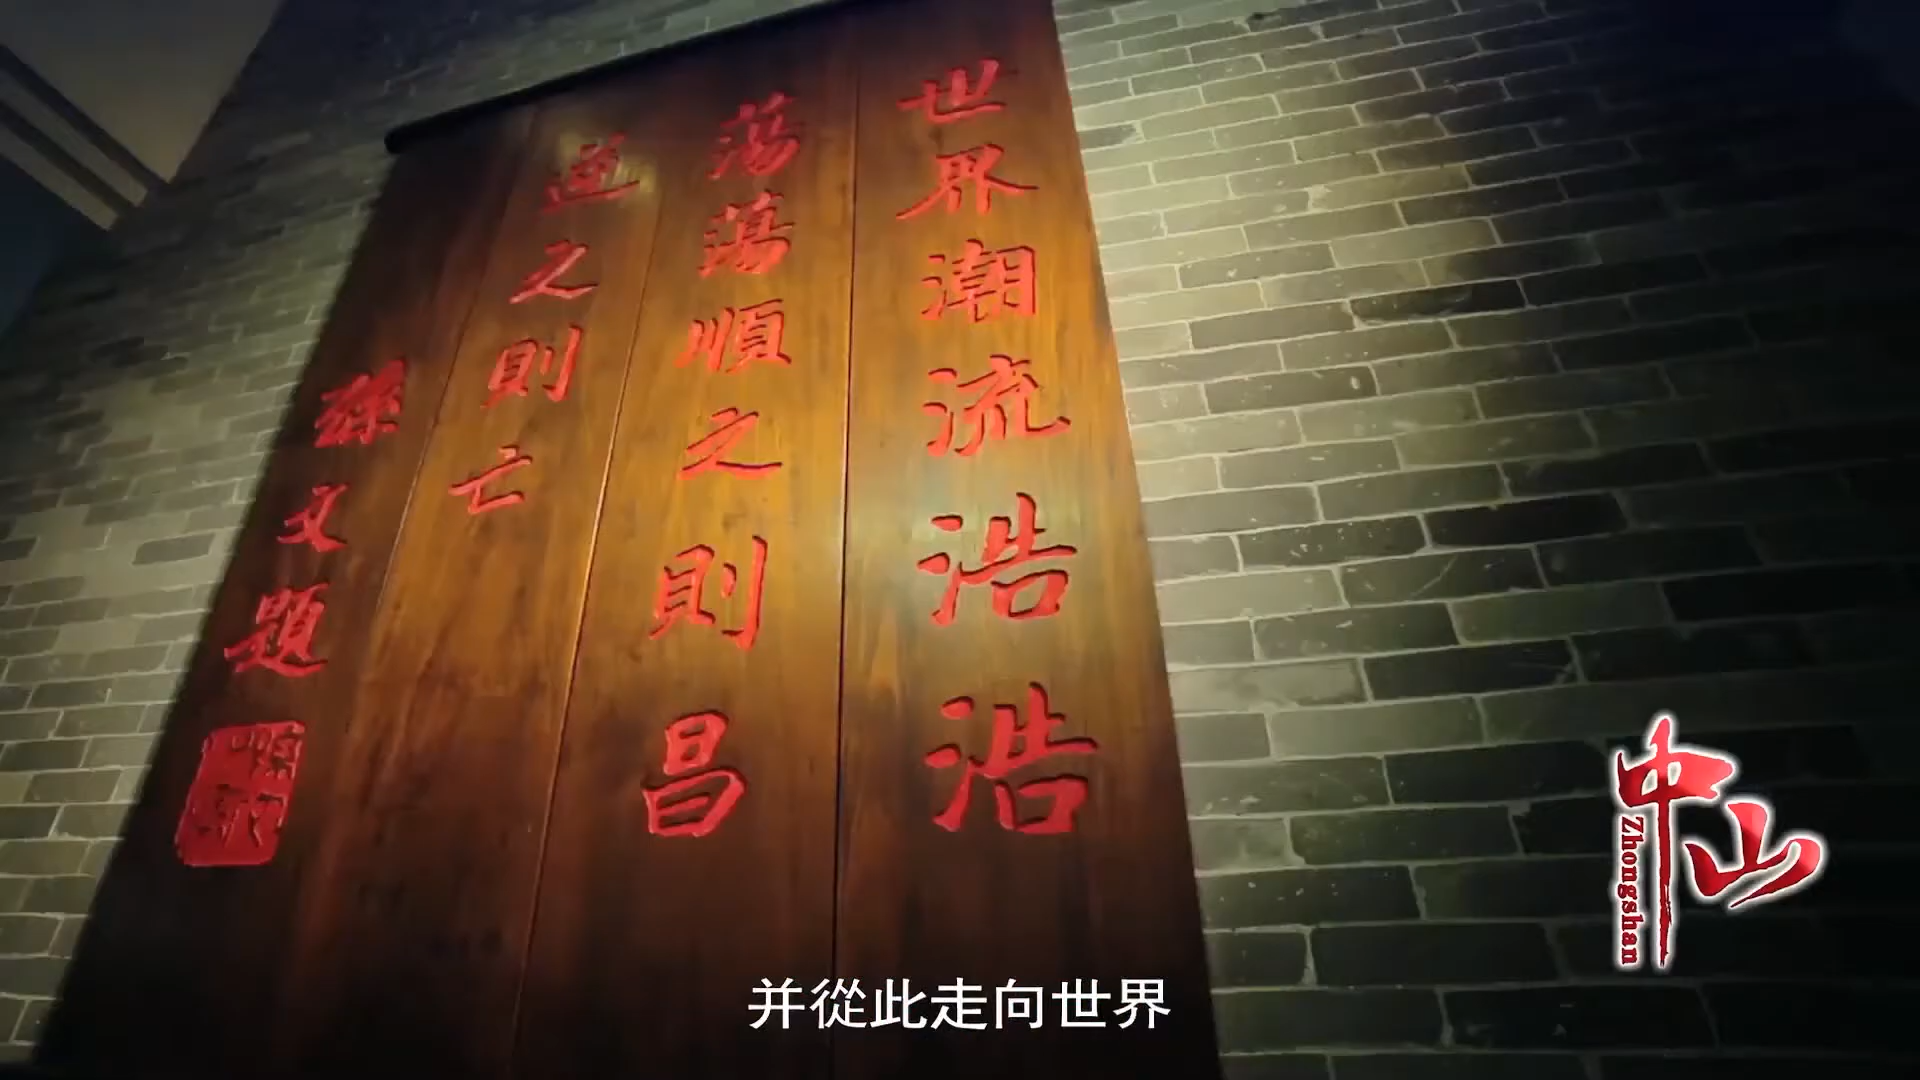 世界潮流浩浩
蕩蕩順之則昌
逆之則亡
孫文題
中山
Zhongshan
并從此走向世界